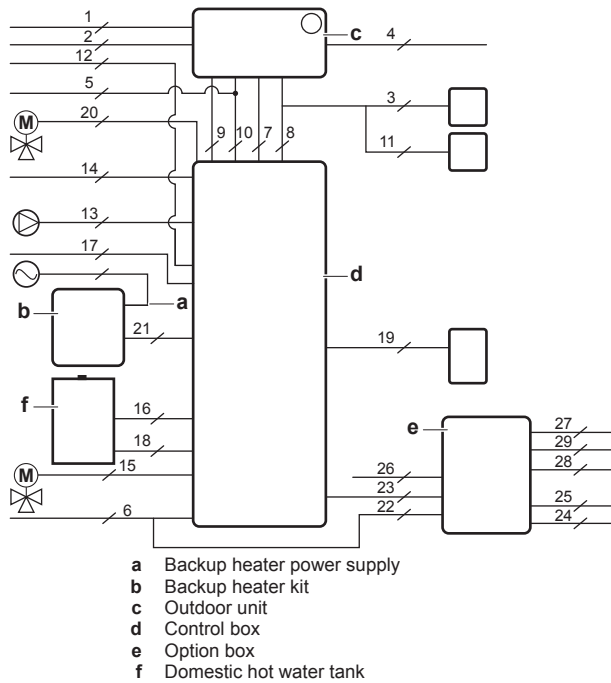 1
2
c
4
12
5
20
M
9 10 7 8
3
11
14
13
17
d
a
b
21
19
f
16
18
15
M
6
e
27
29
28
26
23
22
25
24
a Backup heater power supply
b Backup heater kit
c Outdoor unit
d Control box
e Option box
f Domestic hot water tank